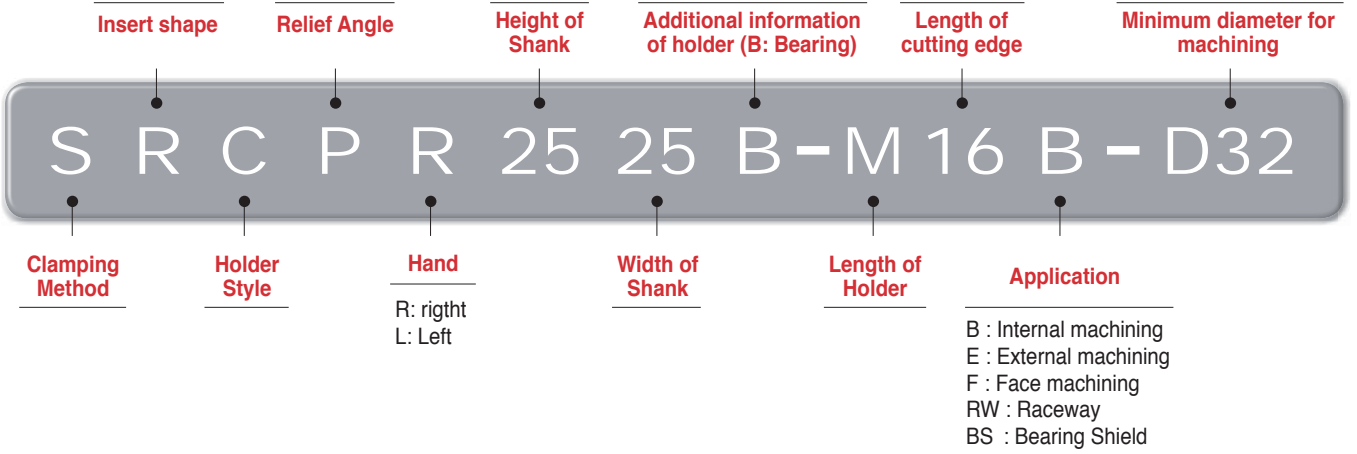 Insert shape
Relief Angle
Height of
Shank
Additional information
of holder (B: Bearing)
Length of
cutting edge
Minimum diameter for
machining
S R C P R 25 25 B - M 16 B - D32
Clamping
Method
Holder
Style
Hand
R: rigtht
L: Left
Width of
Shank
Length of
Holder
Application
B : Internal machining
E : External machining
F : Face machining
RW : Raceway
BS : Bearing Shield